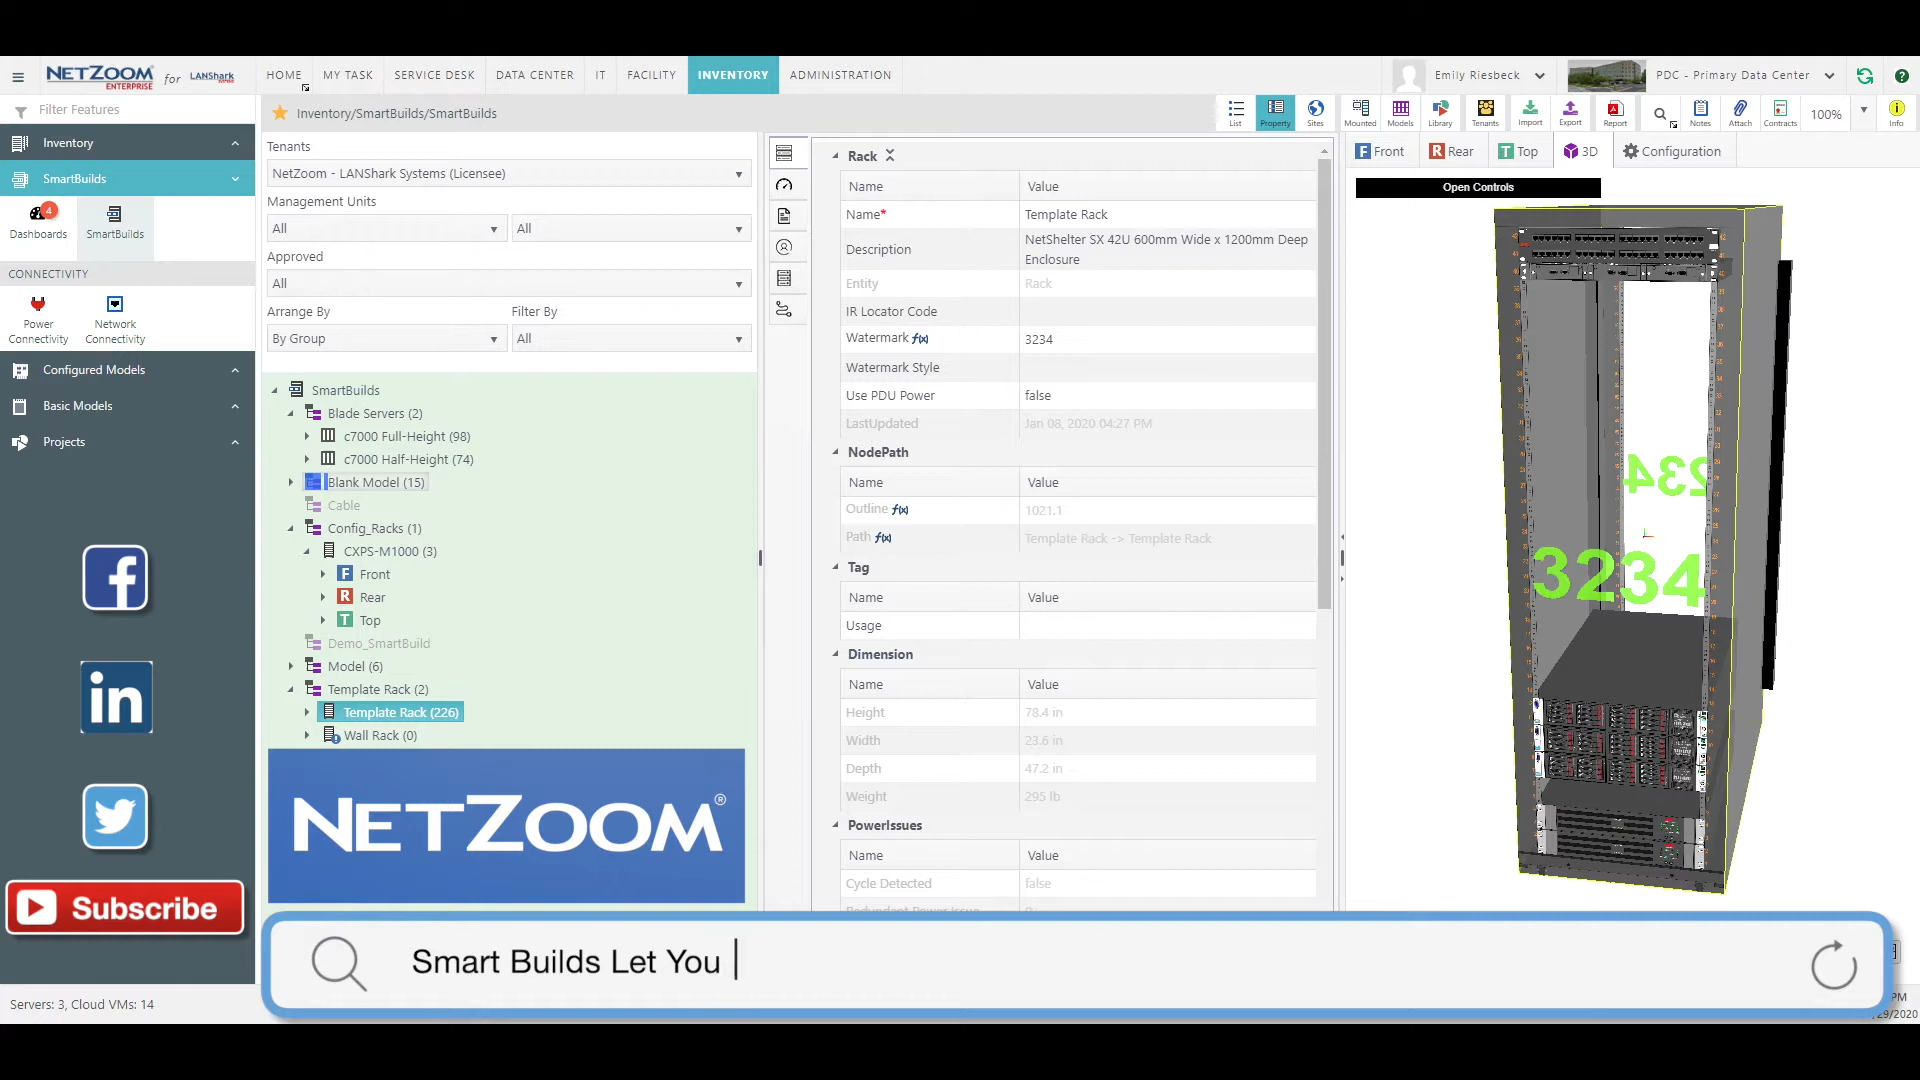 NETZOOM ENTERPRISE for LANShark
HOME
MY TASK
SERVICE DESK
DATA CENTER
IT
FACILITY
INVENTORY
ADMINISTRATION
Emily Riesbeck
PDC - Primary Data Center
Filter Features
Inventory/SmartBuilds/SmartBuilds
List
Property
Sites
Mounted
Models
Library
Tenants
Import
Export
Report
Notes
Attach
Contracts
100%
Info
Inventory
SmartBuilds
4
Dashboards
SmartBuilds
CONNECTIVITY
Power Connectivity
Network Connectivity
Configured Models
Basic Models
Projects
Subscribe
Servers: 3, Cloud VMs: 14
Tenants
NetZoom - LANShark Systems (Licensee)
Management Units
All
All
Approved
All
Arrange By
Filter By
By Group
All
SmartBuilds
Blade Servers (2)
c7000 Full-Height (98)
c7000 Half-Height (74)
Blank Model (15)
Cable
Config_Racks (1)
CXPS-M1000 (3)
F Front
R Rear
T Top
Demo_SmartBuild
Model (6)
Template Rack (2)
Template Rack (226)
Wall Rack (0)
NETZOOM®
Rack
Name Value
Name* Template Rack
Description NetShelter SX 42U 600mm Wide x 1200mm Deep
Enclosure
Entity Rack
IR Locator Code
Watermark f(x) 3234
Watermark Style
Use PDU Power false
LastUpdated Jan 08, 2020 04:27 PM
NodePath
Name Value
Outline f(x) 1021.1
Path f(x) Template Rack -> Template Rack
Tag
Name Value
Usage
Dimension
Name Value
Height 78.4 in
Width 23.6 in
Depth 47.2 in
Weight 295 lb
PowerIssues
Name Value
Cycle Detected false
F Front
R Rear
T Top
3D
Configuration
Open Controls
3234
Smart Builds Let You
PM
/29/2020